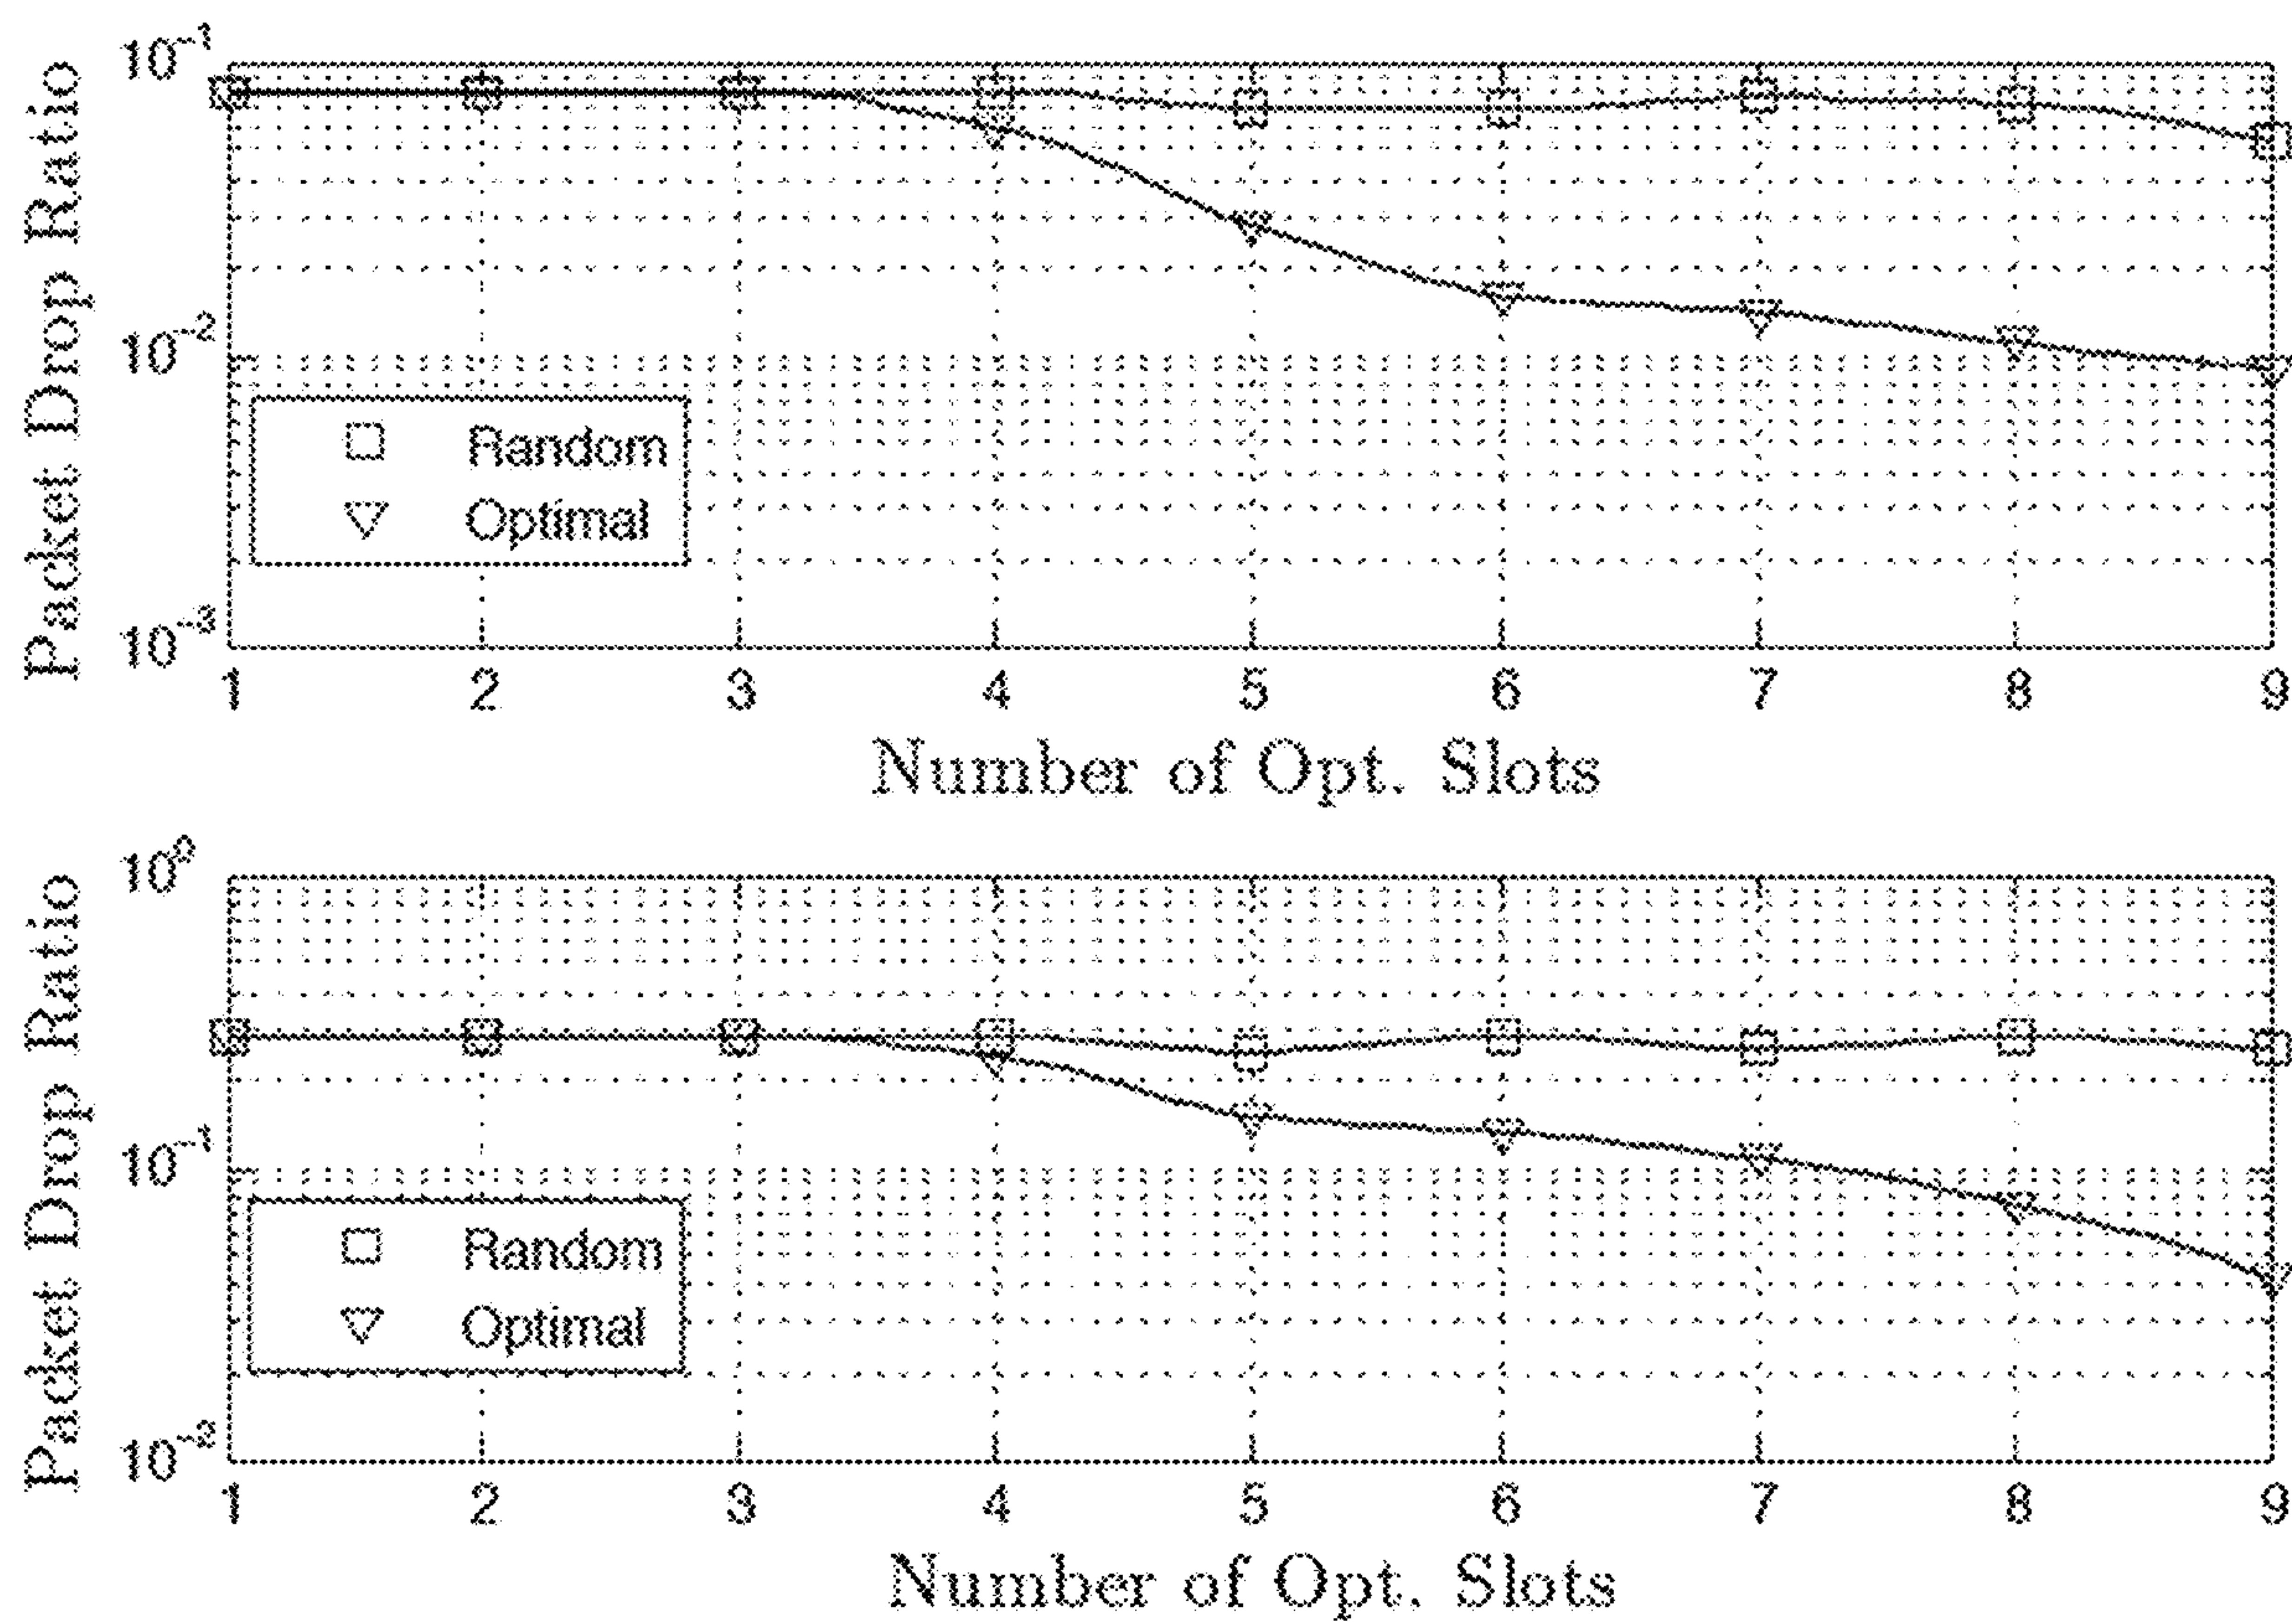 Packet Drop Ratio
10^-1
10^-2
10^-3
Random
Optimal
1 2 3 4 5 6 7 8 9
Number of Opt. Slots
Packet Drop Ratio
10^0
10^-1
10^-2
Random
Optimal
1 2 3 4 5 6 7 8 9
Number of Opt. Slots